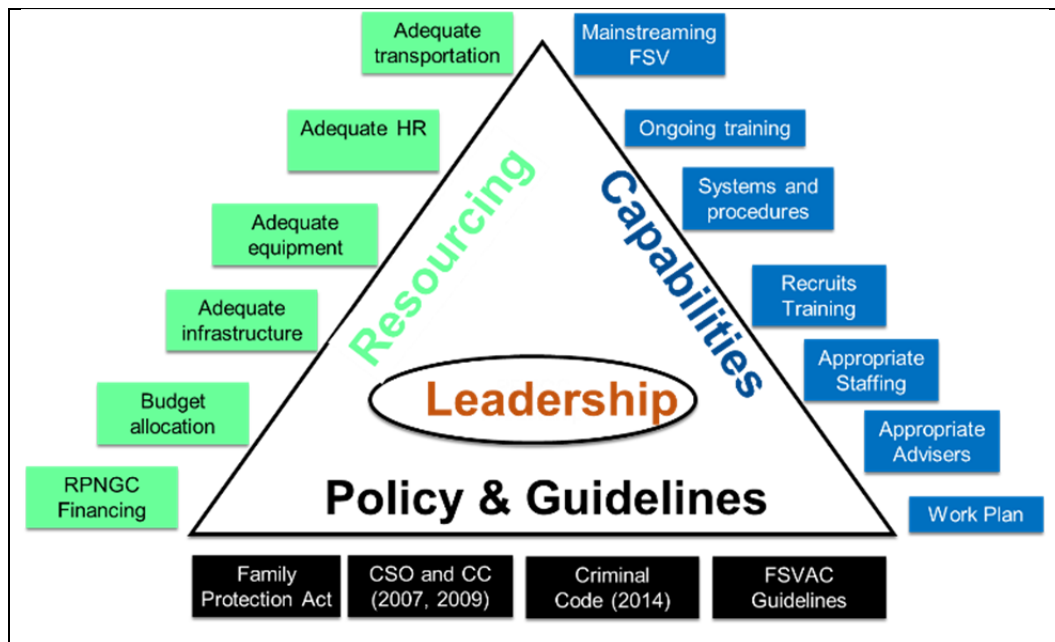 Adequate
transportation
Mainstreaming
FSV
Adequate HR
Ongoing training
Systems and
procedures
Adequate
equipment
Resourcing
Capabilities
Recruits
Training
Adequate
infrastructure
Appropriate
Staffing
Leadership
Budget
allocation
Appropriate
Advisers
RPNGC
Financing
Policy & Guidelines
Work Plan
Family
Protection Act
CSO and CC
(2007, 2009)
Criminal
Code (2014)
FSVAC
Guidelines